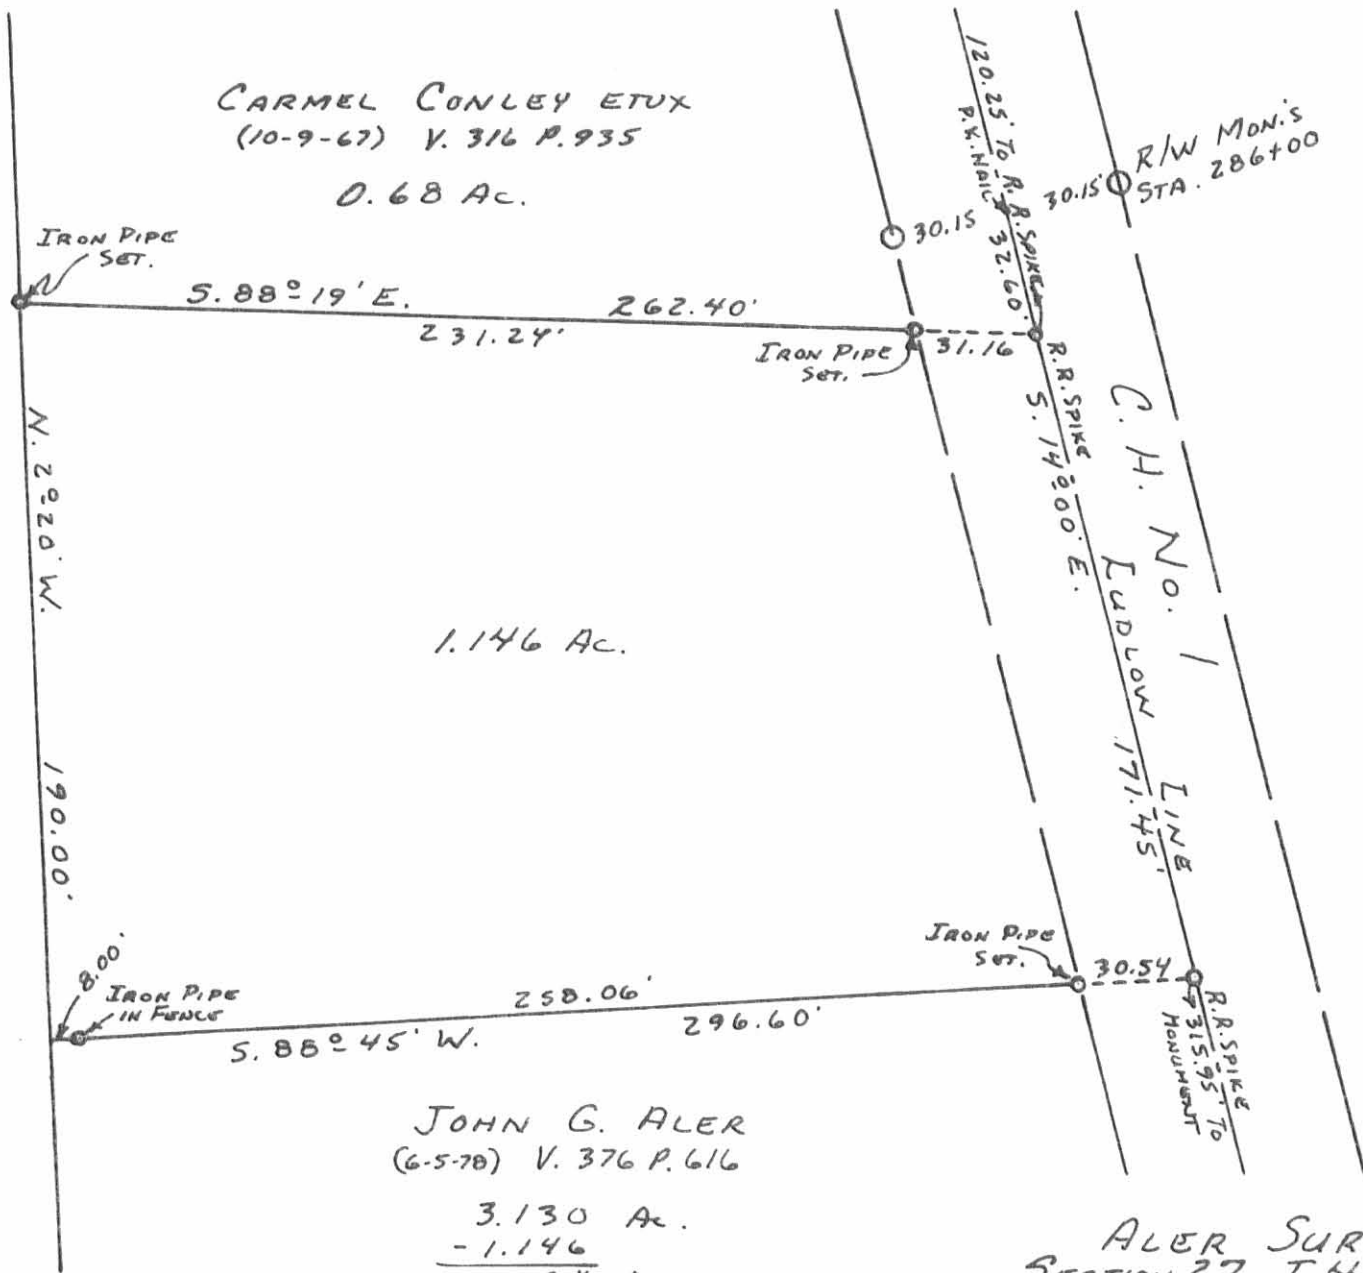 CARMEL CONLEY ETUX
(10-9-67) V. 316 P. 935
0.68 AC.
120.25' TO R.R. SPIKE
P.K. NAIL
32.60'
30.15
30.15'
R/W MON.'S
STA. 286+00
IRON PIPE
SET.
S. 88° 19' E.
262.40'
231.24'
IRON PIPE
SET.
31.16
R.R. SPIKE
S. 14° 00' E.
C. H. No. 1
LUDLOW LINE
171.45'
N. 2° 20' W.
190.00'
1.146 AC.
8.00'
IRON PIPE
IN FENCE
258.06'
S. 88° 45' W.
296.60'
IRON PIPE
SET.
30.54
R.R. SPIKE
315.95' TO
MONUMENT
JOHN G. ALER
(6-5-78) V. 376 P. 616
3.130 AC.
- 1.146
ALER SUR
SECTION 27